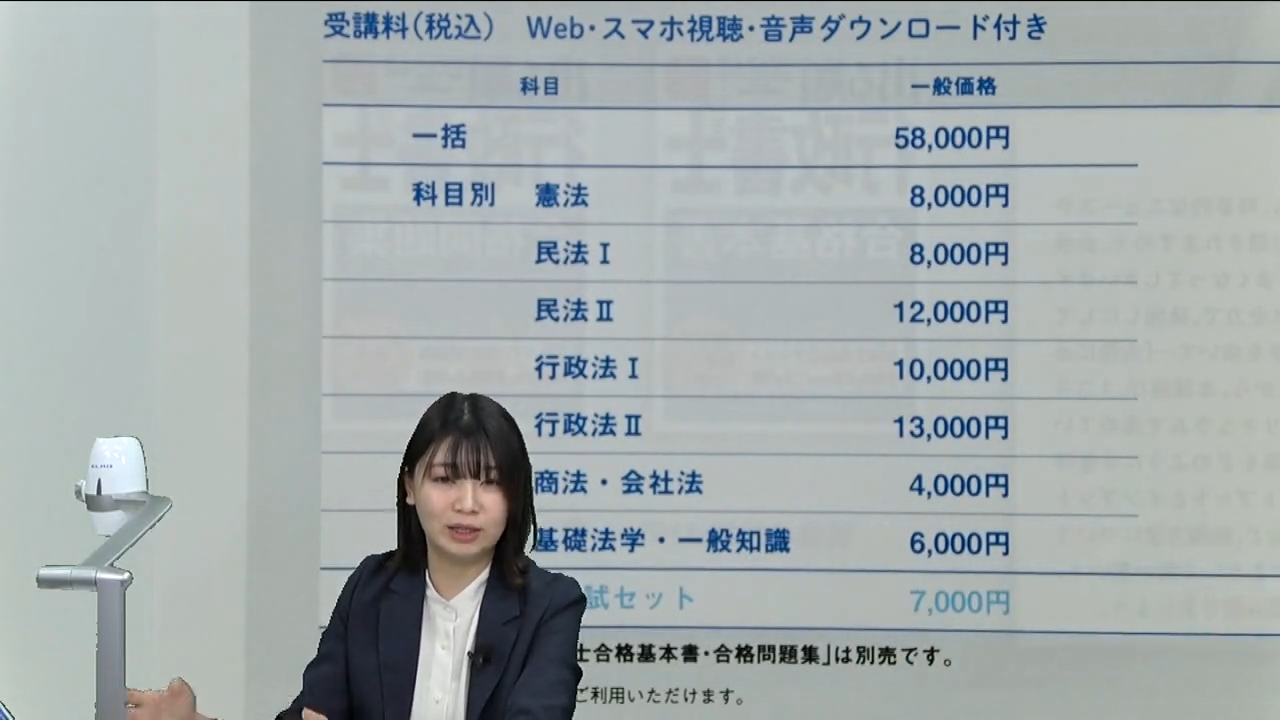 受講料(税込) Web・スマホ視聴・音声ダウンロード付き
科目 一般価格
一括 58,000円
科目別 憲法 8,000円
民法Ⅰ 8,000円
民法Ⅱ 12,000円
行政法Ⅰ 10,000円
行政法Ⅱ 13,000円
商法・会社法 4,000円
基礎法学・一般知識 6,000円
試セット 7,000円
士合格基本書・合格問題集」は別売です。
ご利用いただけます。
ELMO